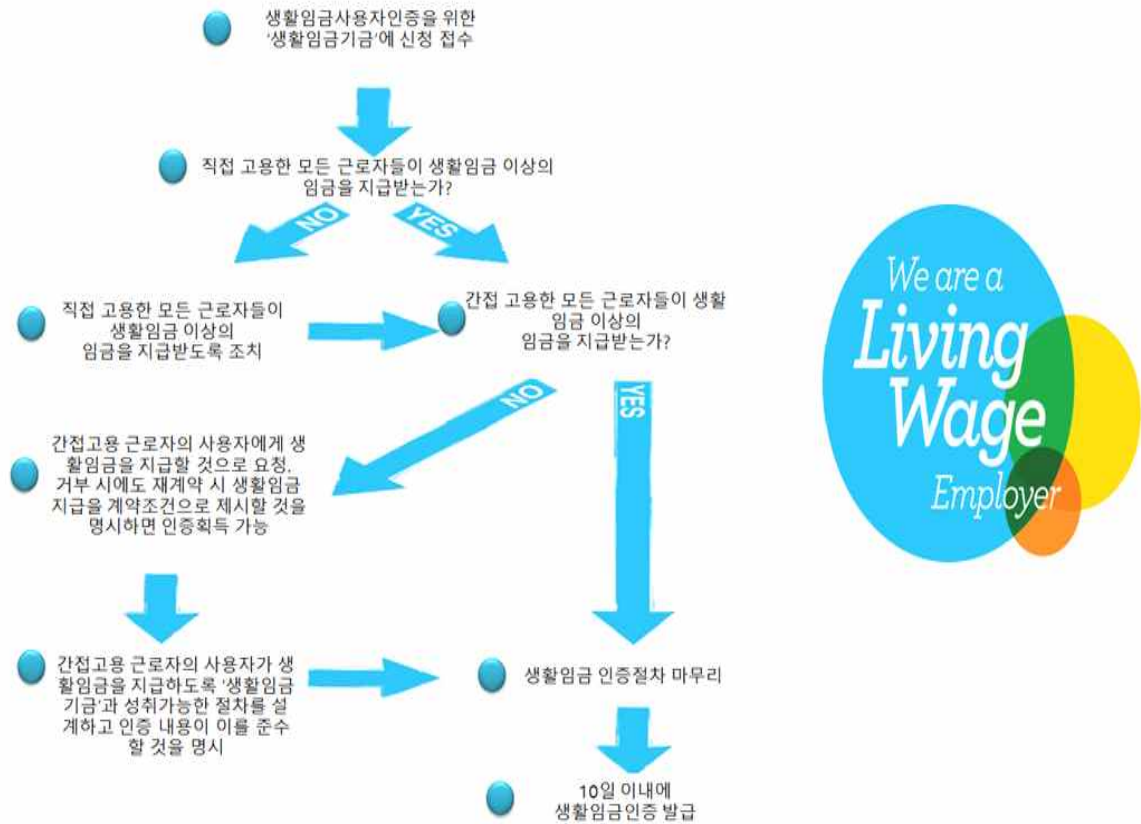 생활임금사용자인증을 위한
'생활임금기금'에 신청 접수
직접 고용한 모든 근로자들이 생활임금 이상의
임금을 지급받는가?
NO
YES
직접 고용한 모든 근로자들이
생활임금 이상의
임금을 지급받도록 조치
간접 고용한 모든 근로자들이 생활
임금 이상의
임금을 지급받는가?
NO
YES
간접고용 근로자의 사용자에게 생
활임금을 지급할 것으로 요청.
거부 시에도 재계약 시 생활임금
지급을 계약조건으로 제시할 것을
명시하면 인증획득 가능
간접고용 근로자의 사용자가 생
활임금을 지급하도록 '생활임금
기금'과 성취가능한 절차를 설
계하고 인증 내용이 이를 준수
할 것을 명시
생활임금 인증절차 마무리
10일 이내에
생활임금인증 발급
We are a
Living
Wage
Employer